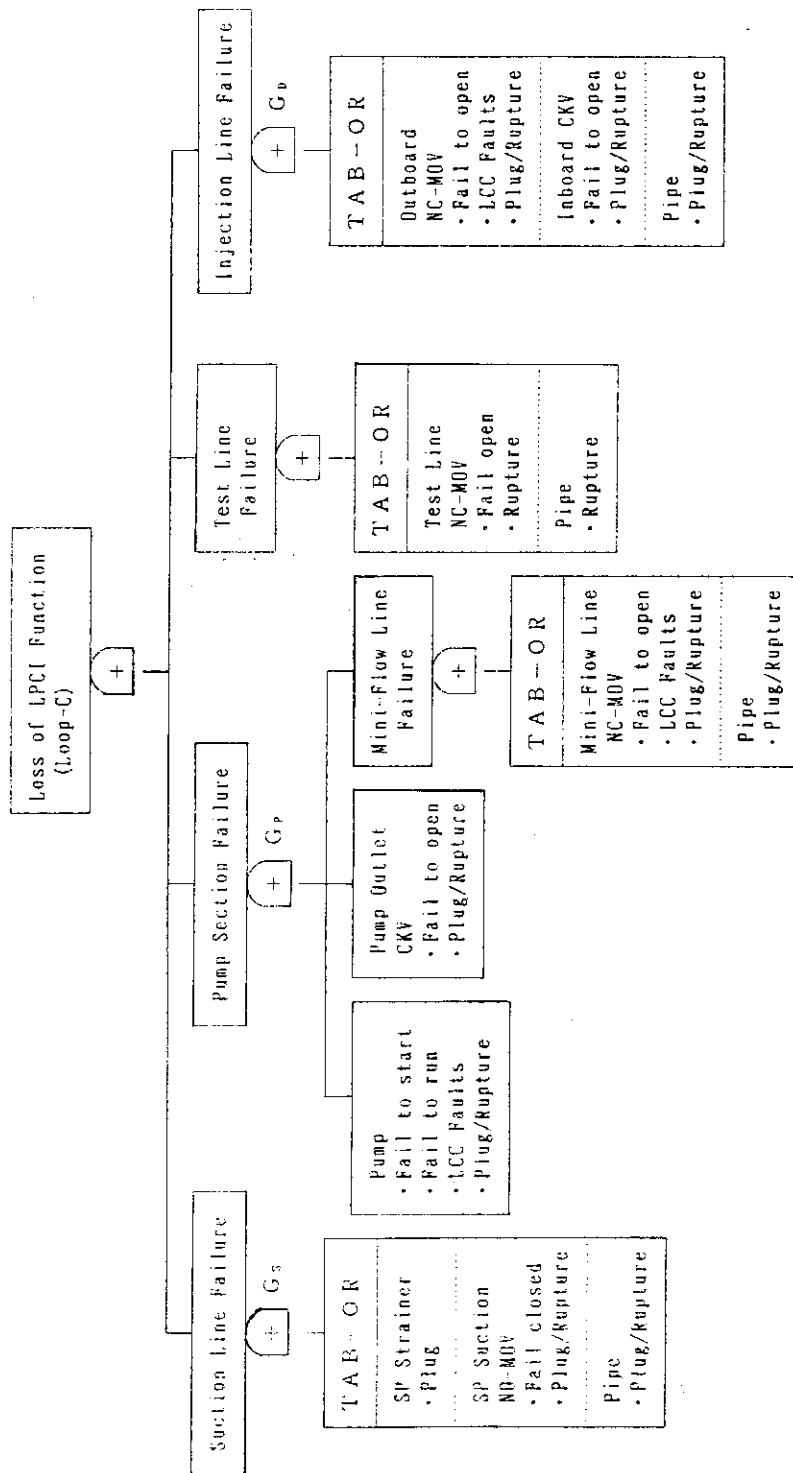 Loss of LPCI Function
(Loop-C)
+
Suction Line Failure
+
GS
TAB-OR
SP Strainer
・Plug
SP Suction
NO-MOV
・Fail closed
・Plug/Rupture
Pipe
・Plug/Rupture
Pump Section Failure
+
GP
Pump
・Fail to start
・Fail to run
・LCC Faults
・Plug/Rupture
Pump Outlet
CKV
・Fail to open
・Plug/Rupture
Mini-Flow Line
Failure
+
TAB-OR
Mini-Flow Line
NC-MOV
・Fail to open
・LCC Faults
・Plug/Rupture
Pipe
・Plug/Rupture
Test Line
Failure
+
TAB-OR
Test Line
NC-MOV
・Fail open
・Rupture
Pipe
・Rupture
Injection Line Failure
+
GD
TAB-OR
Outboard
NC-MOV
・Fail to open
・LCC Faults
・Plug/Rupture
Inboard CKV
・Fail to open
・Plug/Rupture
Pipe
・Plug/Rupture